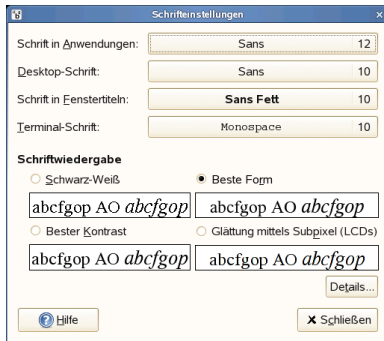 Schrifteinstellungen
Schrift in Anwendungen: Sans 12
Desktop-Schrift: Sans 10
Schrift in Fenstertiteln: Sans Fett 10
Terminal-Schrift: Monospace 10
Schriftwiedergabe
Schwarz-Weiß Beste Form
abcfgop AO abcfgop abcfgop AO abcfgop
Bester Kontrast Glättung mittels Subpixel (LCDs)
abcfgop AO abcfgop abcfgop AO abcfgop
Details...
Hilfe Schließen